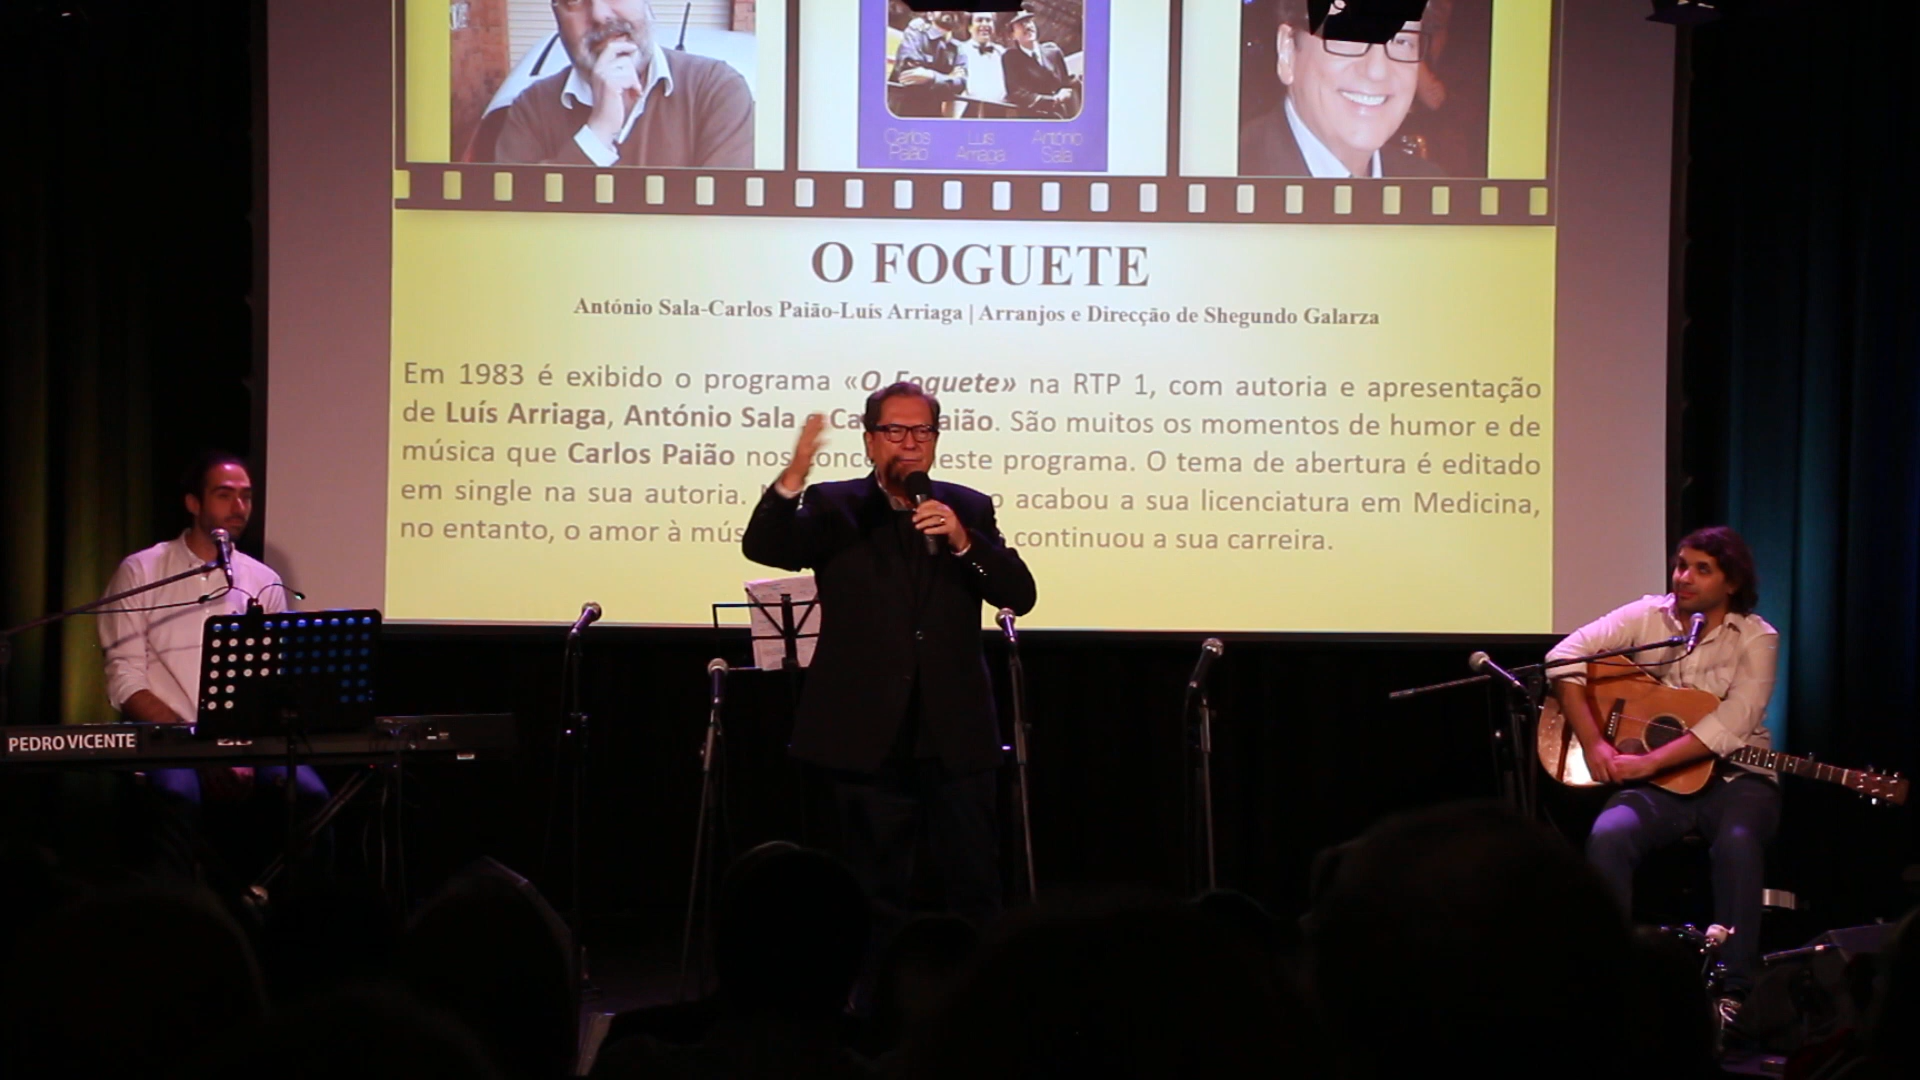 Carlos Luís António
Paião Arriaga Sala
O FOGUETE
António Sala-Carlos Paião-Luís Arriaga | Arranjos e Direcção de Shegundo Galarza
Em 1983 é exibido o programa «O Foguete» na RTP 1, com autoria e apresentação
de Luís Arriaga, António Sala e Ca aião. São muitos os momentos de humor e de
música que Carlos Paião nos conce este programa. O tema de abertura é editado
em single na sua autoria. o acabou a sua licenciatura em Medicina,
no entanto, o amor à mús continuou a sua carreira.
PEDRO VICENTE